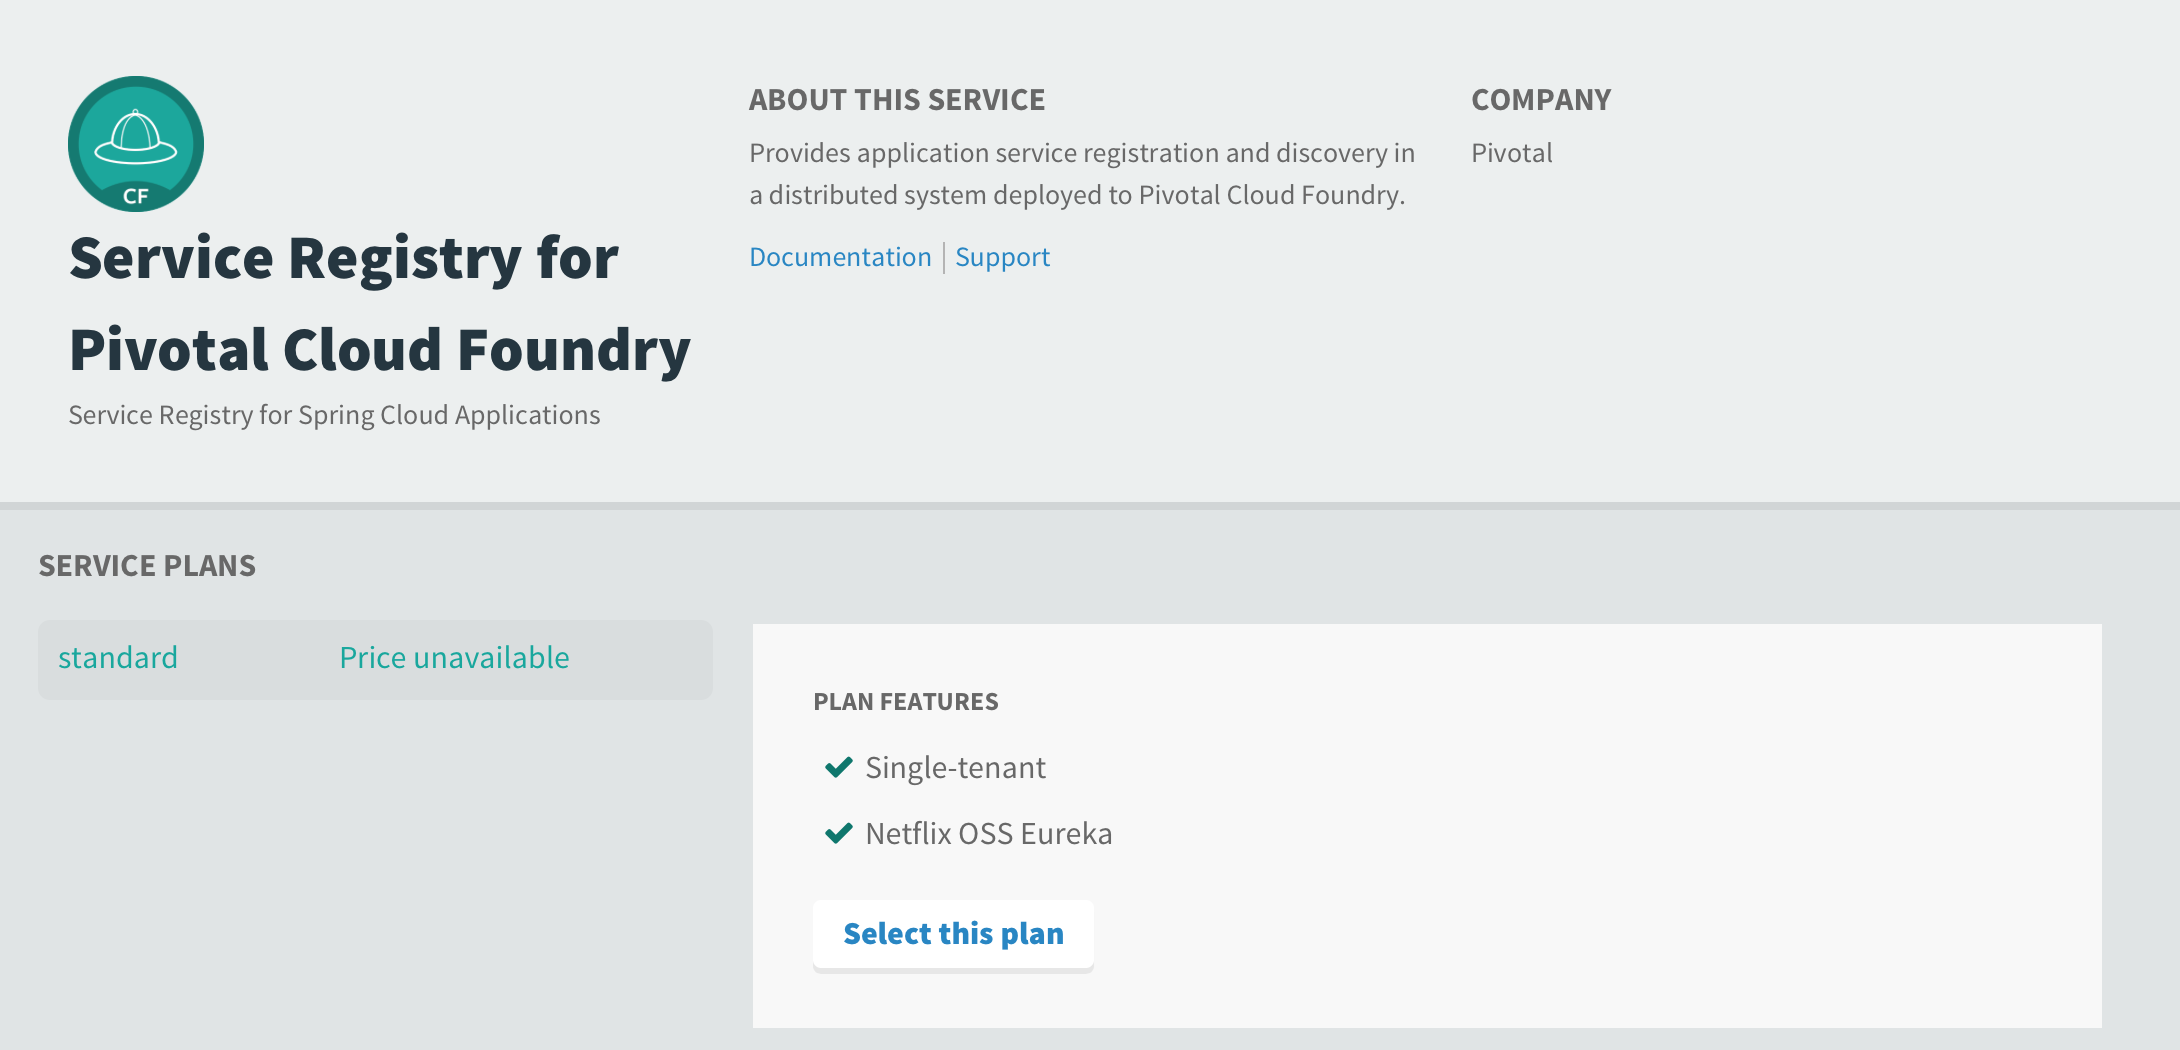 CF
Service Registry for
Pivotal Cloud Foundry
Service Registry for Spring Cloud Applications
ABOUT THIS SERVICE
Provides application service registration and discovery in
a distributed system deployed to Pivotal Cloud Foundry.
Documentation | Support
COMPANY
Pivotal
SERVICE PLANS
standard Price unavailable
PLAN FEATURES
Single-tenant
Netflix OSS Eureka
Select this plan